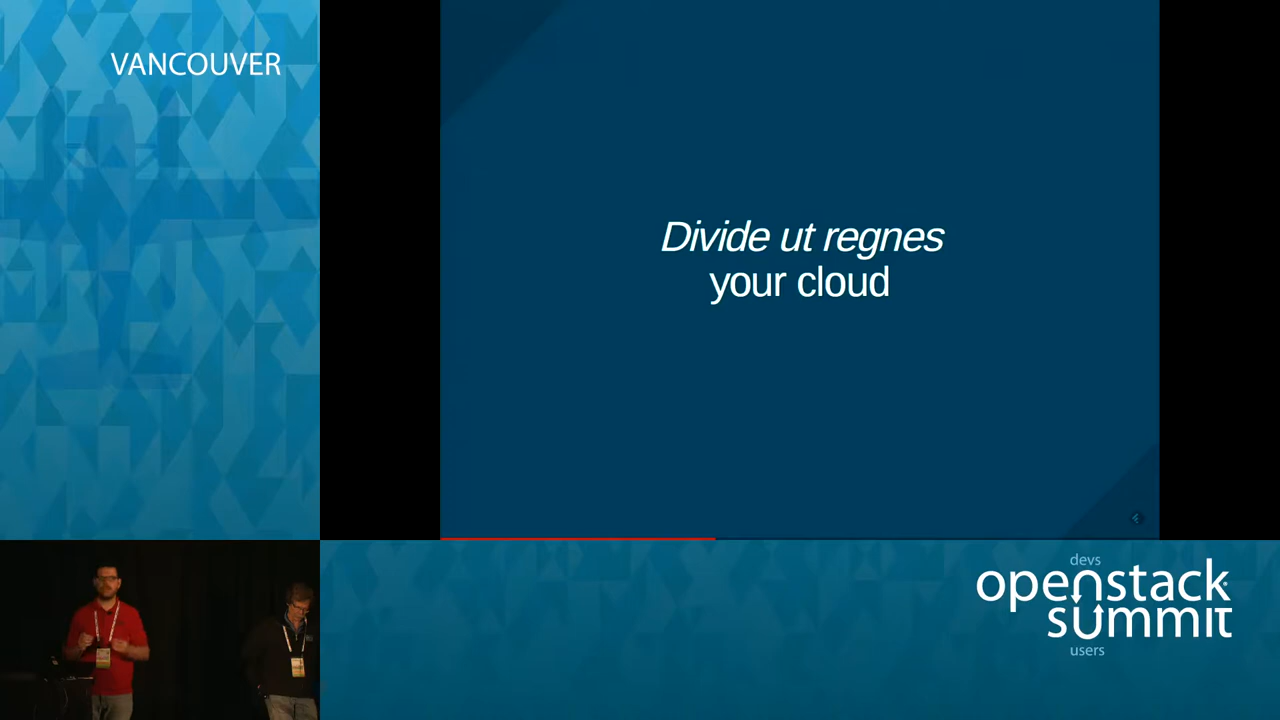 VANCOUVER
Divide ut regnes
your cloud
devs
openstack
summit
users